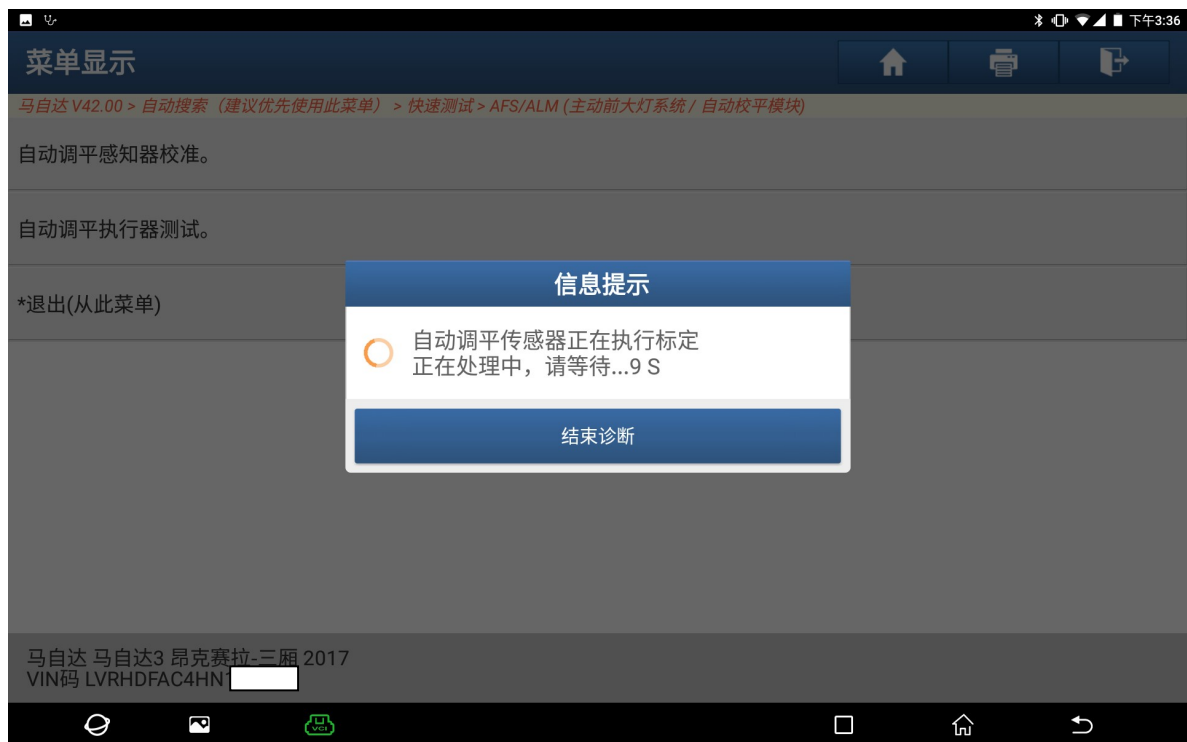 下午3:36
菜单显示
马自达 V42.00 > 自动搜索（建议优先使用此菜单） > 快速测试 > AFS/ALM (主动前大灯系统 / 自动校平模块)
自动调平感知器校准。
自动调平执行器测试。
*退出(从此菜单)
信息提示
自动调平传感器正在执行标定
正在处理中，请等待...9 S
结束诊断
马自达 马自达3 昂克赛拉-三厢 2017
VIN码 LVRHDFAC4HN1
VCI